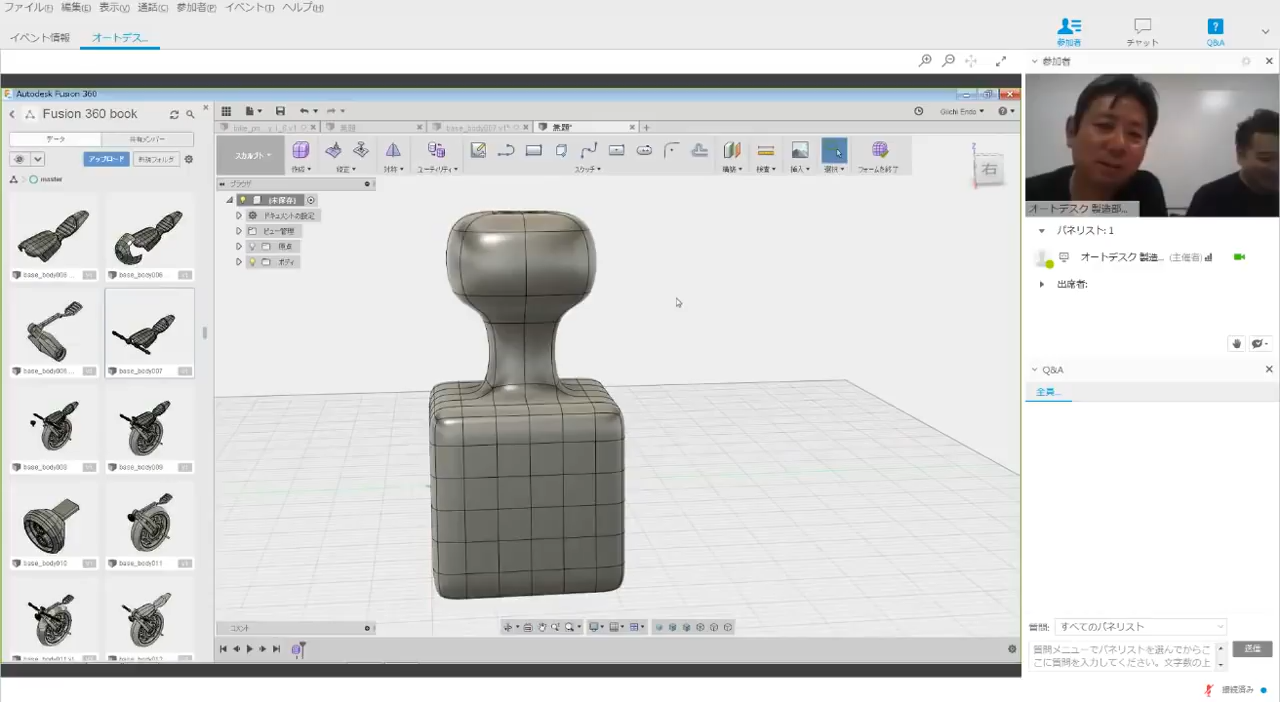 ファイル(F) 編集(E) 表示(V) 通話(C) 参加者(P) イベント(T) ヘルプ(H)
イベント情報
オートデス...
参加者
チャット
Q&A
Autodesk Fusion 360
Fusion 360 book
データ
共有メンバー
アップロード
master
base_body006
base_body007
base_body009
base_body010
base_body011
無題
無題*
Giichi Endo
スカルプト
作成
修正
対称
ユーティリティ
スケッチ
構築
検査
挿入
選択
フォームを終了
ブラウザ
(未保存)
ドキュメントの設定
ビュー管理
原点
ボディ
Z
右
コメント
参加者
オートデスク 製造部...
パネリスト: 1
オートデスク 製造... (主催者)
出席者:
Q&A
全員...
質問:
すべてのパネリスト
質問メニューでパネリストを選んでからこ
こに質問を入力してください。文字数の上
送信
接続済み